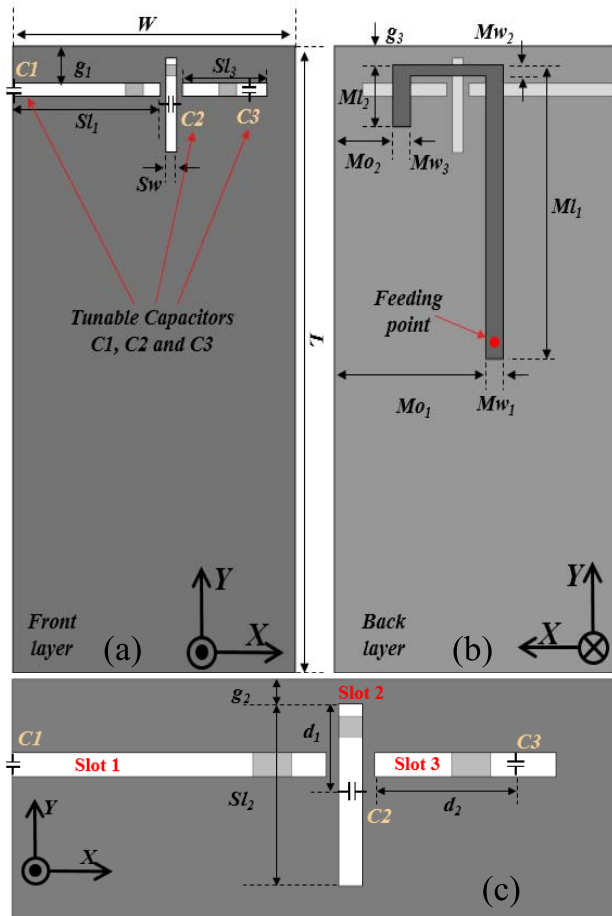 W
C1
g1
Sl3
Sl1
C2
C3
Sw
Tunable Capacitors
C1, C2 and C3
L
Front
layer
(a)
Y
X
g3
Mw2
Ml2
Mo2
Mw3
Ml1
Feeding
point
Mo1
Mw1
Back
layer
(b)
Y
X
g2
Slot 2
C1
d1
C3
Slot 1
Slot 3
Sl2
C2
d2
Y
X
(c)